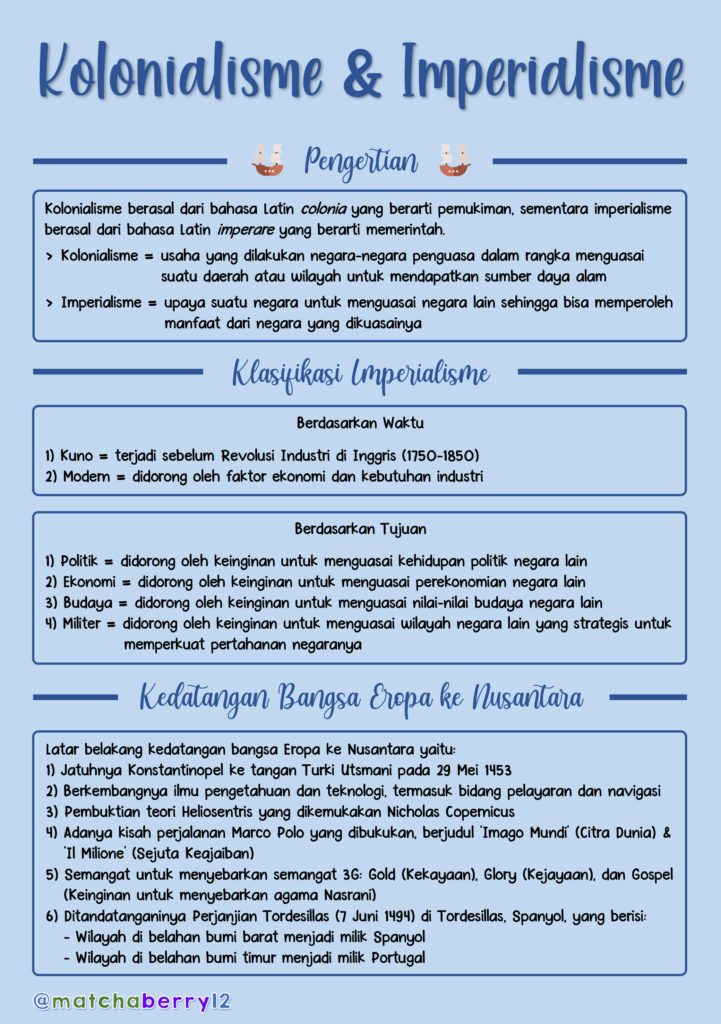 Kolonialisme & Imperialisme
Pengertian
Kolonialisme berasal dari bahasa Latin colonia yang berarti pemukiman, sementara imperialisme
berasal dari bahasa Latin imperare yang berarti memerintah.
> Kolonialisme = usaha yang dilakukan negara-negara penguasa dalam rangka menguasai
suatu daerah atau wilayah untuk mendapatkan sumber daya alam
> Imperialisme = upaya suatu negara untuk menguasai negara lain sehingga bisa memperoleh
manfaat dari negara yang dikuasainya
Klasifikasi Imperialisme
Berdasarkan Waktu
1) Kuno = terjadi sebelum Revolusi Industri di Inggris (1750-1850)
2) Modern = didorong oleh faktor ekonomi dan kebutuhan industri
Berdasarkan Tujuan
1) Politik = didorong oleh keinginan untuk menguasai kehidupan politik negara lain
2) Ekonomi = didorong oleh keinginan untuk menguasai perekonomian negara lain
3) Budaya = didorong oleh keinginan untuk menguasai nilai-nilai budaya negara lain
4) Militer = didorong oleh keinginan untuk menguasai wilayah negara lain yang strategis untuk
memperkuat pertahanan negaranya
Kedatangan Bangsa Eropa ke Nusantara
Latar belakang kedatangan bangsa Eropa ke Nusantara yaitu:
1) Jatuhnya Konstantinopel ke tangan Turki Utsmani pada 29 Mei 1453
2) Berkembangnya ilmu pengetahuan dan teknologi, termasuk bidang pelayaran dan navigasi
3) Pembuktian teori Heliosentris yang dikemukakan Nicholas Copernicus
4) Adanya kisah perjalanan Marco Polo yang dibukukan, berjudul 'Imago Mundi' (Citra Dunia) &
'Il Milione' (Sejuta Keajaiban)
5) Semangat untuk menyebarkan semangat 3G: Gold (Kekayaan), Glory (Kejayaan), dan Gospel
(Keinginan untuk menyebarkan agama Nasrani)
6) Ditandatanganinya Perjanjian Tordesillas (7 Juni 1494) di Tordesillas, Spanyol, yang berisi:
- Wilayah di belahan bumi barat menjadi milik Spanyol
- Wilayah di belahan bumi timur menjadi milik Portugal
@matchaberry12